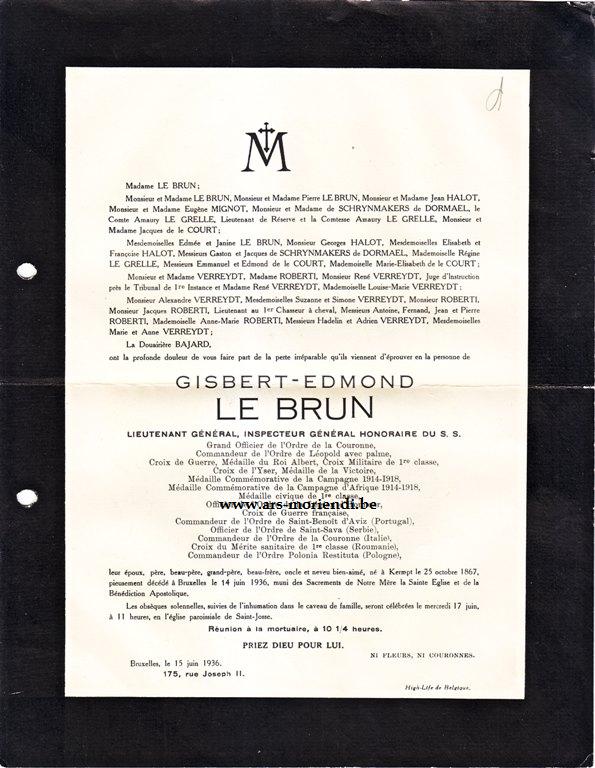 M
Madame LE BRUN ;
Monsieur et Madame LE BRUN, Monsieur et Madame Pierre LE BRUN, Monsieur et Madame Jean HALOT,
Monsieur et Madame Eugène MIGNOT, Monsieur et Madame de SCHRYNMAKERS de DORMAEL, le
Comte Amaury LE GRELLE, Lieutenant de Réserve et la Comtesse Amaury LE GRELLE, Monsieur et
Madame Jacques de le COURT ;
Mesdemoiselles Edmée et Janine LE BRUN, Monsieur Georges HALOT, Mesdemoiselles Elisabeth et
Françoise HALOT, Messieurs Gaston et Jacques de SCHRYNMAKERS de DORMAEL, Mademoiselle Régine
LE GRELLE, Messieurs Emmanuel et Edmond de le COURT, Mademoiselle Marie-Elisabeth de le COURT ;
Monsieur et Madame VERREYDT, Madame ROBERTI, Monsieur René VERREYDT, Juge d'Instruction
près le Tribunal de 1re Instance et Madame René VERREYDT, Mademoiselle Louise-Marie VERREYDT ;
Monsieur Alexandre VERREYDT, Mesdemoiselles Suzanne et Simone VERREYDT, Monsieur ROBERTI,
Monsieur Jacques ROBERTI, Lieutenant au 1er Chasseur à cheval, Messieurs Antoine, Fernand, Jean et Pierre
ROBERTI, Mademoiselle Anne-Marie ROBERTI, Messieurs Hadelin et Adrien VERREYDT, Mesdemoiselles
Marie et Anne VERREYDT ;
La Douairière BAJARD,
ont la profonde douleur de vous faire part de la perte irréparable qu'ils viennent d'éprouver en la personne de
GISBERT-EDMOND
LE BRUN
LIEUTENANT GÉNÉRAL, INSPECTEUR GÉNÉRAL HONORAIRE DU S. S.
Grand Officier de l'Ordre de la Couronne,
Commandeur de l'Ordre de Léopold avec palme,
Croix de Guerre, Médaille du Roi Albert, Croix Militaire de 1re classe,
Croix de l'Yser, Médaille de la Victoire,
Médaille Commémorative de la Campagne 1914-1918,
Médaille Commémorative de la Campagne d'Afrique 1914-1918,
Médaille civique de 1re classe,
www.ars-moriendi.be
Croix de Guerre française,
Commandeur de l'Ordre de Saint-Benoît d'Aviz (Portugal),
Officier de l'Ordre de Saint-Sava (Serbie),
Commandeur de l'Ordre de la Couronne (Italie),
Croix du Mérite sanitaire de 1re classe (Roumanie),
Commandeur de l'Ordre Polonia Restituta (Pologne),
leur époux, père, beau-père, grand-père, beau-frère, oncle et neveu bien-aimé, né à Kermpt le 25 octobre 1867,
pieusement décédé à Bruxelles le 14 juin 1936, muni des Sacrements de Notre Mère la Sainte Eglise et de la
Bénédiction Apostolique.
Les obsèques solennelles, suivies de l'inhumation dans le caveau de famille, seront célébrées le mercredi 17 juin,
à 11 heures, en l'église paroissiale de Saint-Josse.
Réunion à la mortuaire, à 10 1/4 heures.
PRIEZ DIEU POUR LUI.
NI FLEURS, NI COURONNES.
Bruxelles, le 15 juin 1936.
175, rue Joseph II.
High-Life de Belgique.